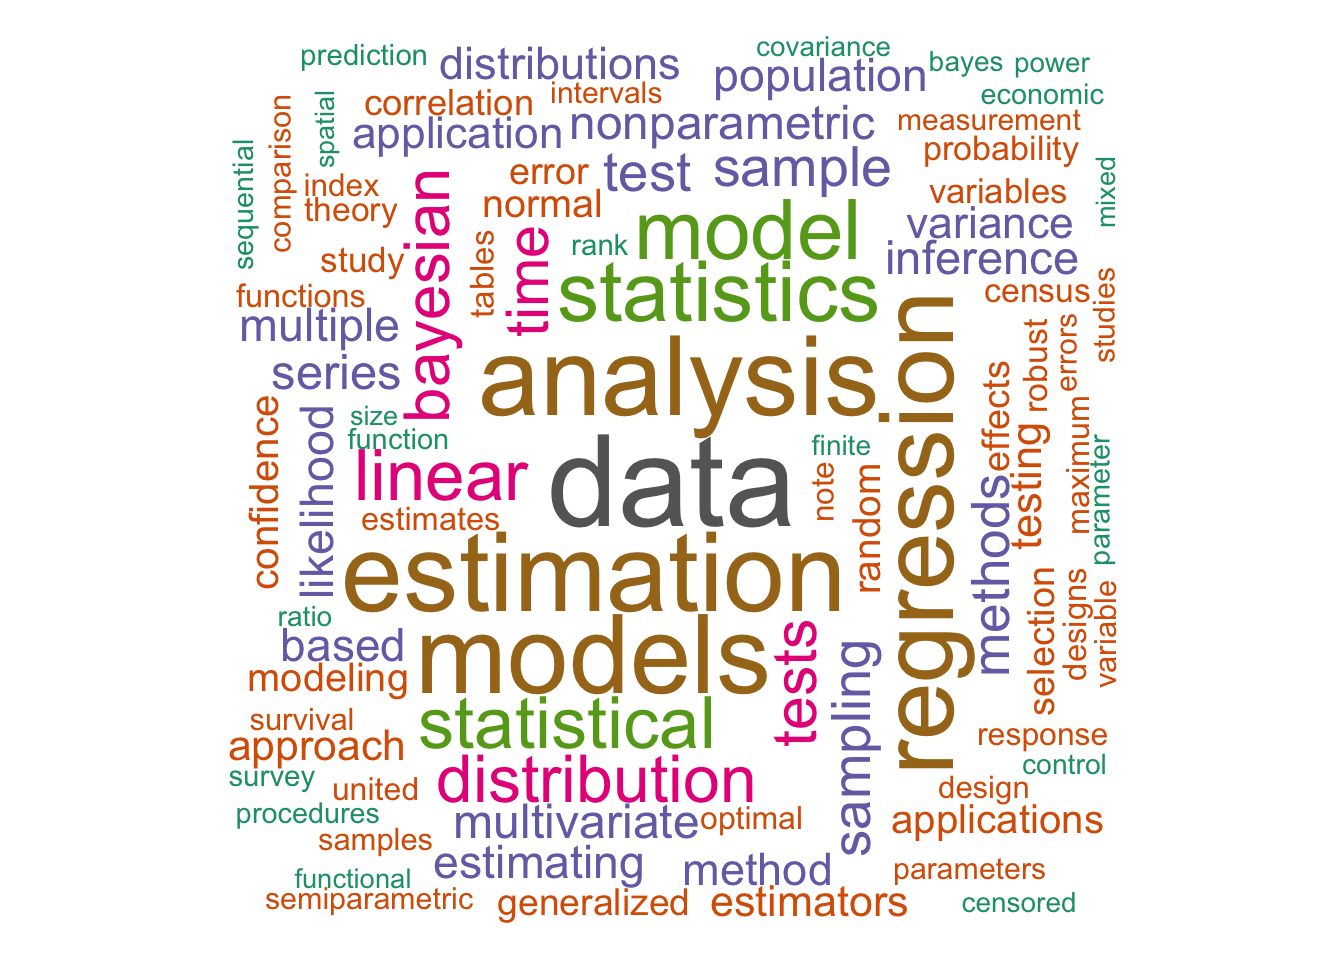 prediction
distributions
covariance
population
bayes
power
economic
correlation
intervals
spatial
comparison
sequential
application
nonparametric
measurement
probability
error
test
sample
mixed
index
theory
normal
bayesian
variables
variance
model
rank
time
tables
study
inference
functions
statistics
census
studies
multiple
series
analysis
regression
robust
errors
effects
confidence
likelihood
size
function
linear
data
finite
note
random
methods
testing
maximum
parameter
estimates
estimation
ratio
based
models
tests
sampling
selection
designs
variable
modeling
survival
approach
statistical
response
control
survey
united
distribution
design
procedures
samples
multivariate
optimal
applications
estimating
method
parameters
functional
semiparametric
generalized
estimators
censored